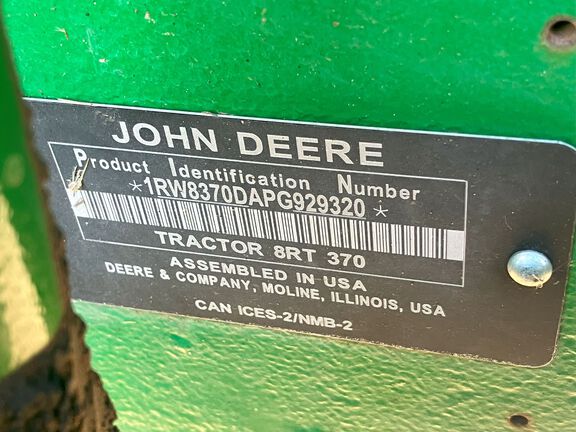 JOHN DEERE
Product Identification Number
*1RW8370DAPG929320*
TRACTOR 8RT 370
ASSEMBLED IN USA
DEERE & COMPANY, MOLINE, ILLINOIS, USA
CAN ICES-2/NMB-2